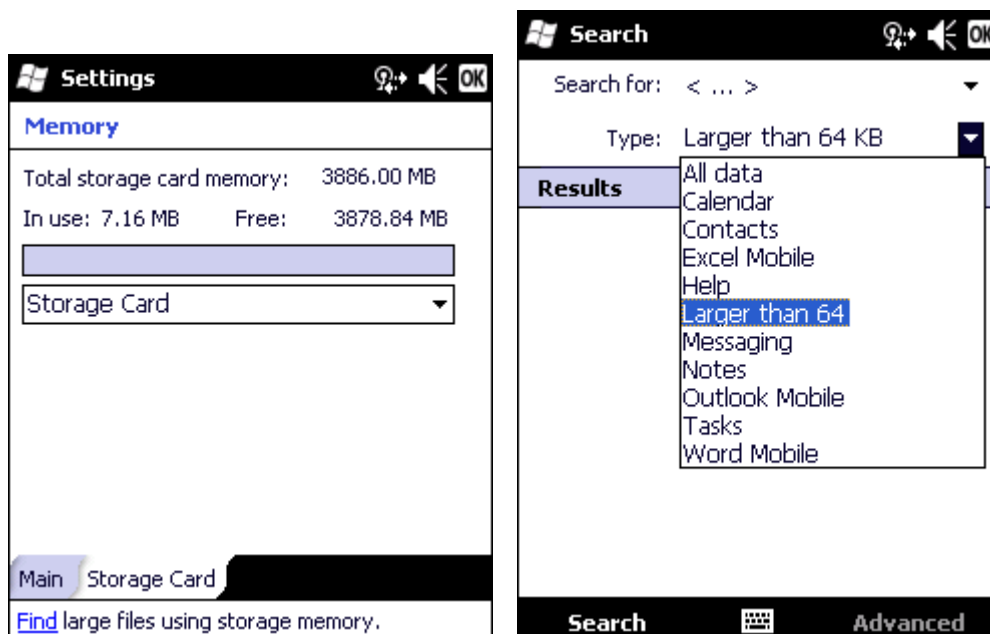 Settings
OK
Memory
Total storage card memory: 3886.00 MB
In use: 7.16 MB Free: 3878.84 MB
Storage Card
Main Storage Card
Find large files using storage memory.
Search
OK
Search for: < ... >
Type: Larger than 64 KB
Results
All data
Calendar
Contacts
Excel Mobile
Help
Larger than 64
Messaging
Notes
Outlook Mobile
Tasks
Word Mobile
Search Advanced